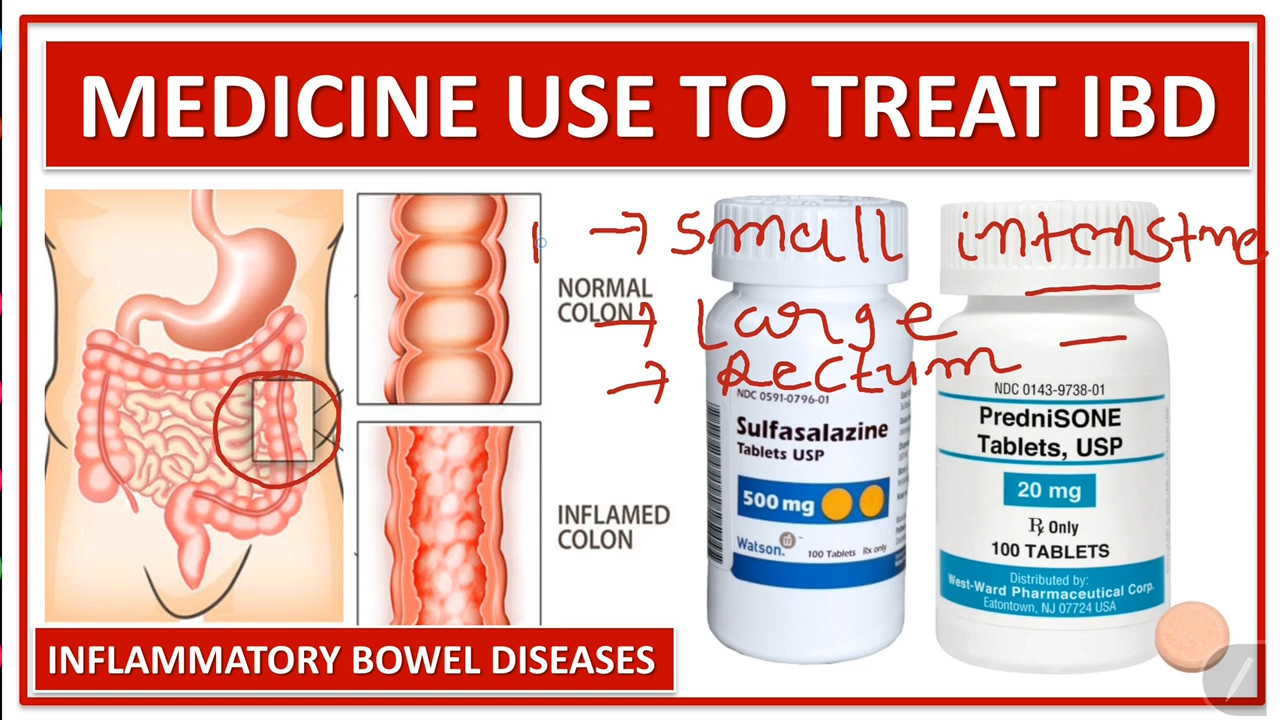 MEDICINE USE TO TREAT IBD
→ Small intenstine
NORMAL
COLON
→ Large —
→ Rectum
NDC 0591-0796-01
Sulfasalazine
Tablets USP
500 mg
Watson.
100 Tablets Rx only
NDC 0143-9738-01
PredniSONE
Tablets, USP
20 mg
Rx Only
100 TABLETS
Distributed by:
West-Ward Pharmaceutical Corp.
Eatontown, NJ 07724 USA
INFLAMED
COLON
INFLAMMATORY BOWEL DISEASES